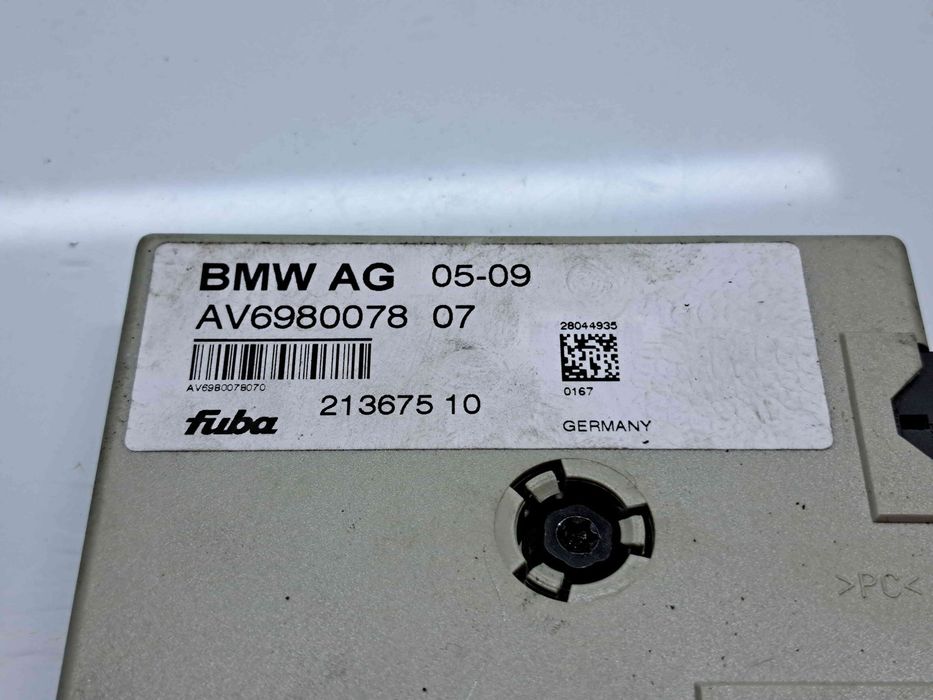 BMW AG 05-09
AV6980078 07
28044935
AV6980078070
0167
fuba 213675 10
GERMANY
>PC<